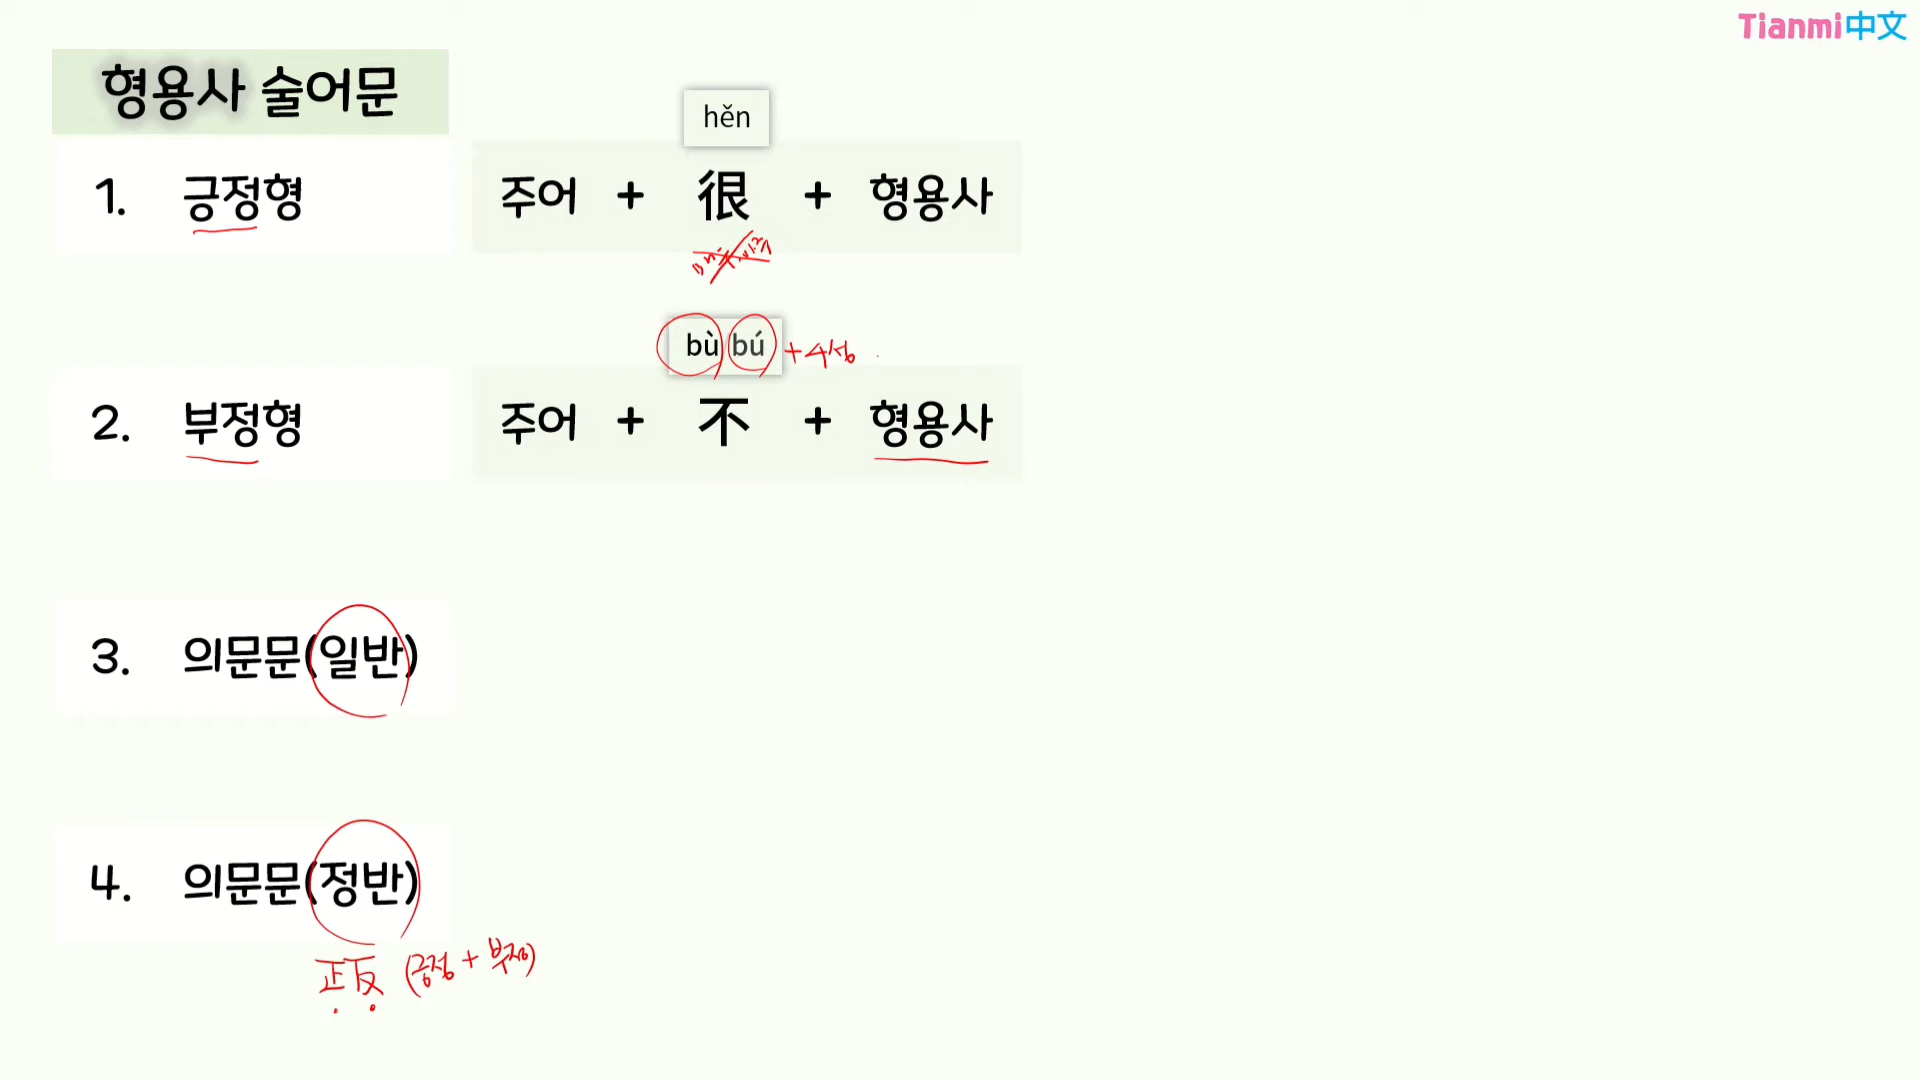 Tianmi中文
형용사 술어문
hěn
1. 긍정형 주어 + 很 + 형용사
bù bú +4성
2. 부정형 주어 + 不 + 형용사
3. 의문문(일반)
4. 의문문(정반)
正反 (긍정 + 부정)